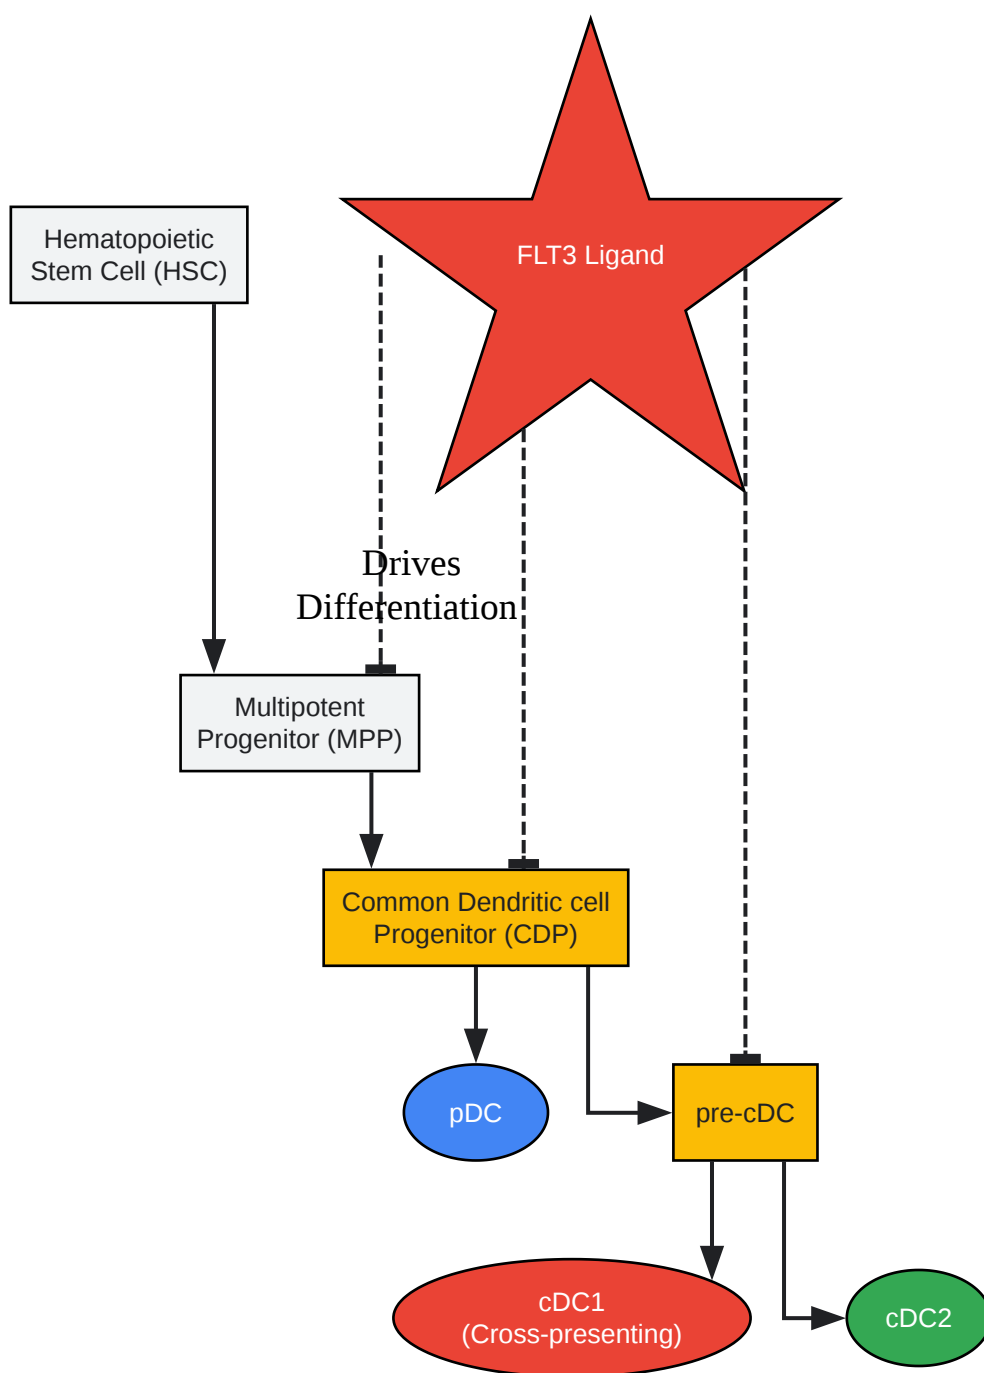 FLT3 Ligand
Hematopoietic
Stem Cell (HSC)
Drives
Differentiation
Multipotent
Progenitor (MPP)
Common Dendritic cell
Progenitor (CDP)
pDC
pre-cDC
cDC1
(Cross-presenting)
cDC2